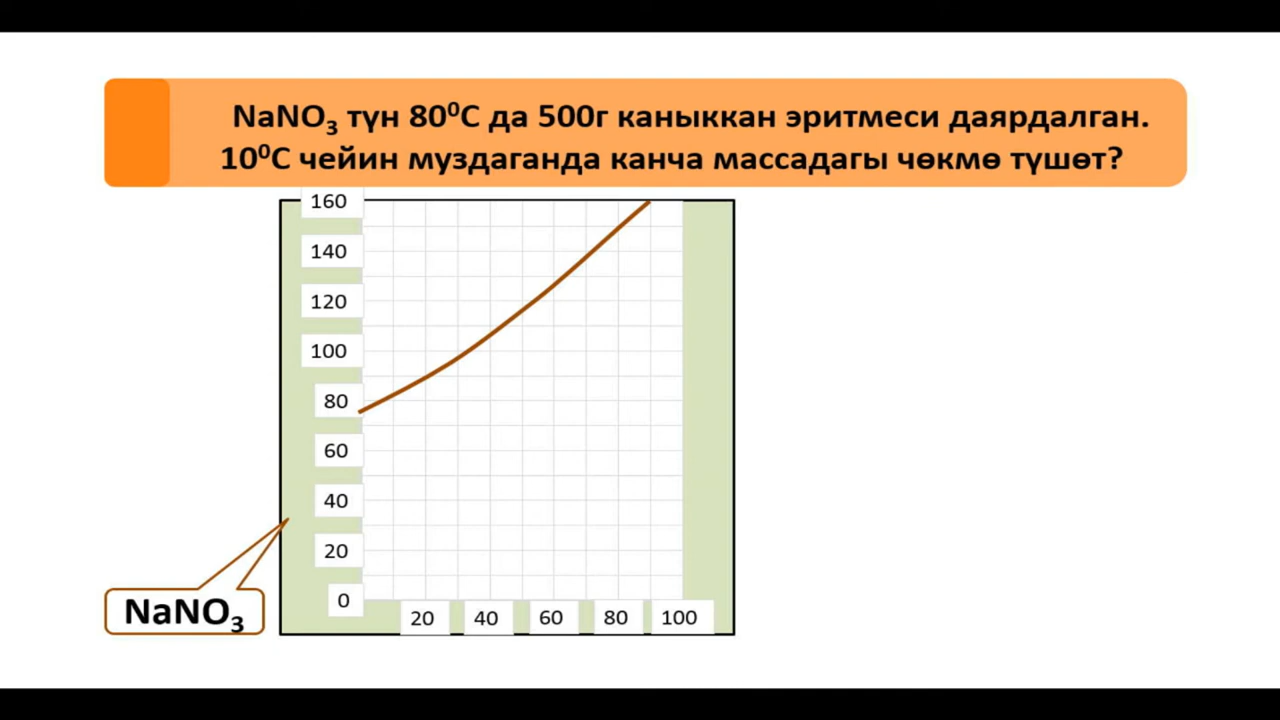 NaNO₃ түн 80⁰С да 500г каныккан эритмеси даярдалган.
10⁰С чейин муздаганда канча массадагы чөкмө түшөт?
160
140
120
100
80
60
40
20
0
20 40 60 80 100
NaNO₃